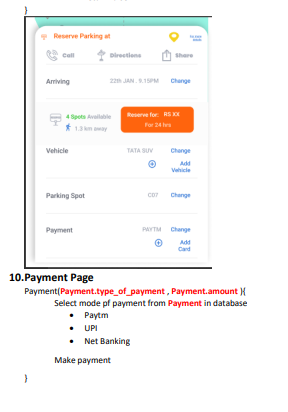 }
Reserve Parking at
Call Directions Share
Arriving 22th JAN , 9:15PM Change
4 Spots Available
1.3 km away
Reserve for: RS XX
For 24 hrs
Vehicle TATA SUV Change
Add
Vehicle
Parking Spot C07 Change
Payment PAYTM Change
Add
Card
10.Payment Page
Payment(Payment.type_of_payment , Payment.amount ){
Select mode pf payment from Payment in database
• Paytm
• UPI
• Net Banking
Make payment
}